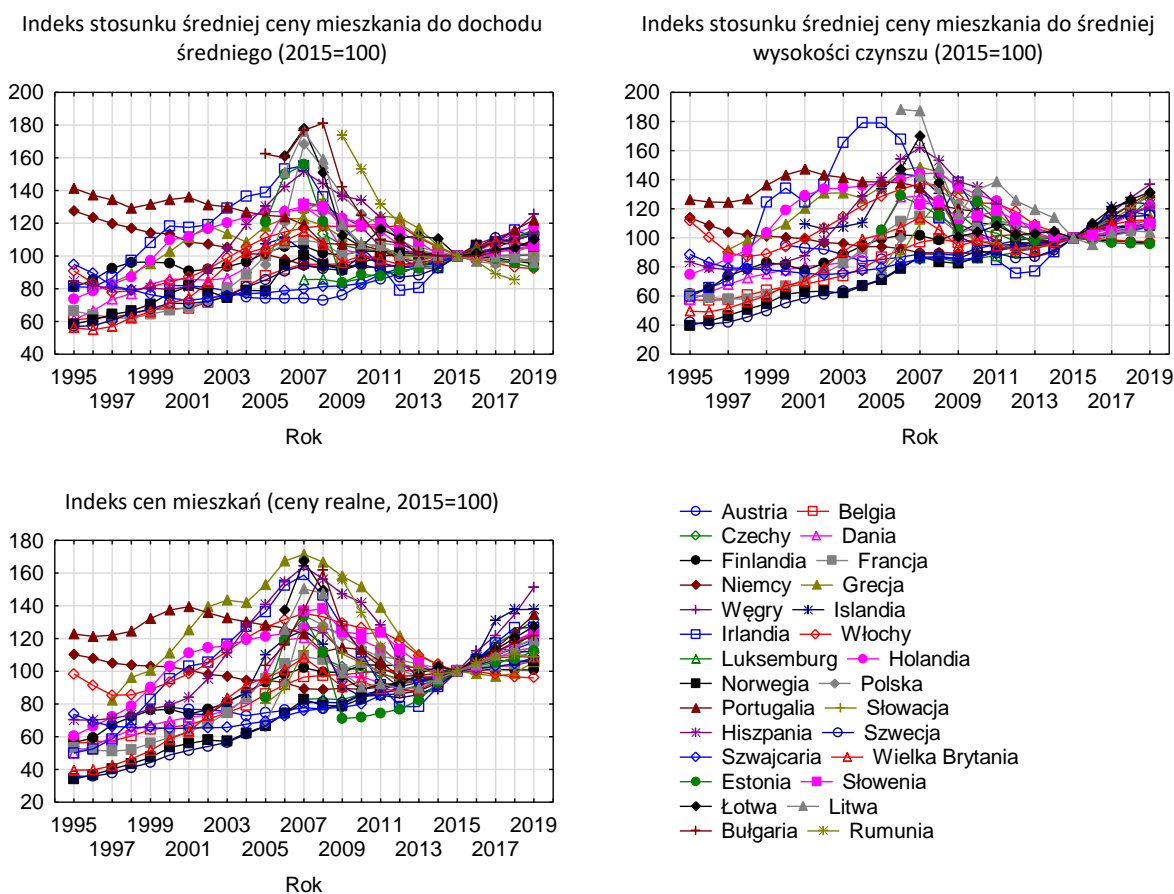 Indeks stosunku średniej ceny mieszkania do dochodu
średniego (2015=100)
200
180
160
140
120
100
80
60
40
1995 1999 2003 2007 2011 2015 2019
1997 2001 2005 2009 2013 2017
Rok
Indeks stosunku średniej ceny mieszkania do średniej
wysokości czynszu (2015=100)
200
180
160
140
120
100
80
60
40
20
1995 1999 2003 2007 2011 2015 2019
1997 2001 2005 2009 2013 2017
Rok
Indeks cen mieszkań (ceny realne, 2015=100)
180
160
140
120
100
80
60
40
20
1995 1999 2003 2007 2011 2015 2019
1997 2001 2005 2009 2013 2017
Rok
Austria Belgia
Czechy Dania
Finlandia Francja
Niemcy Grecja
Węgry Islandia
Irlandia Włochy
Luksemburg Holandia
Norwegia Polska
Portugalia Słowacja
Hiszpania Szwecja
Szwajcaria Wielka Brytania
Estonia Słowenia
Łotwa Litwa
Bułgaria Rumunia